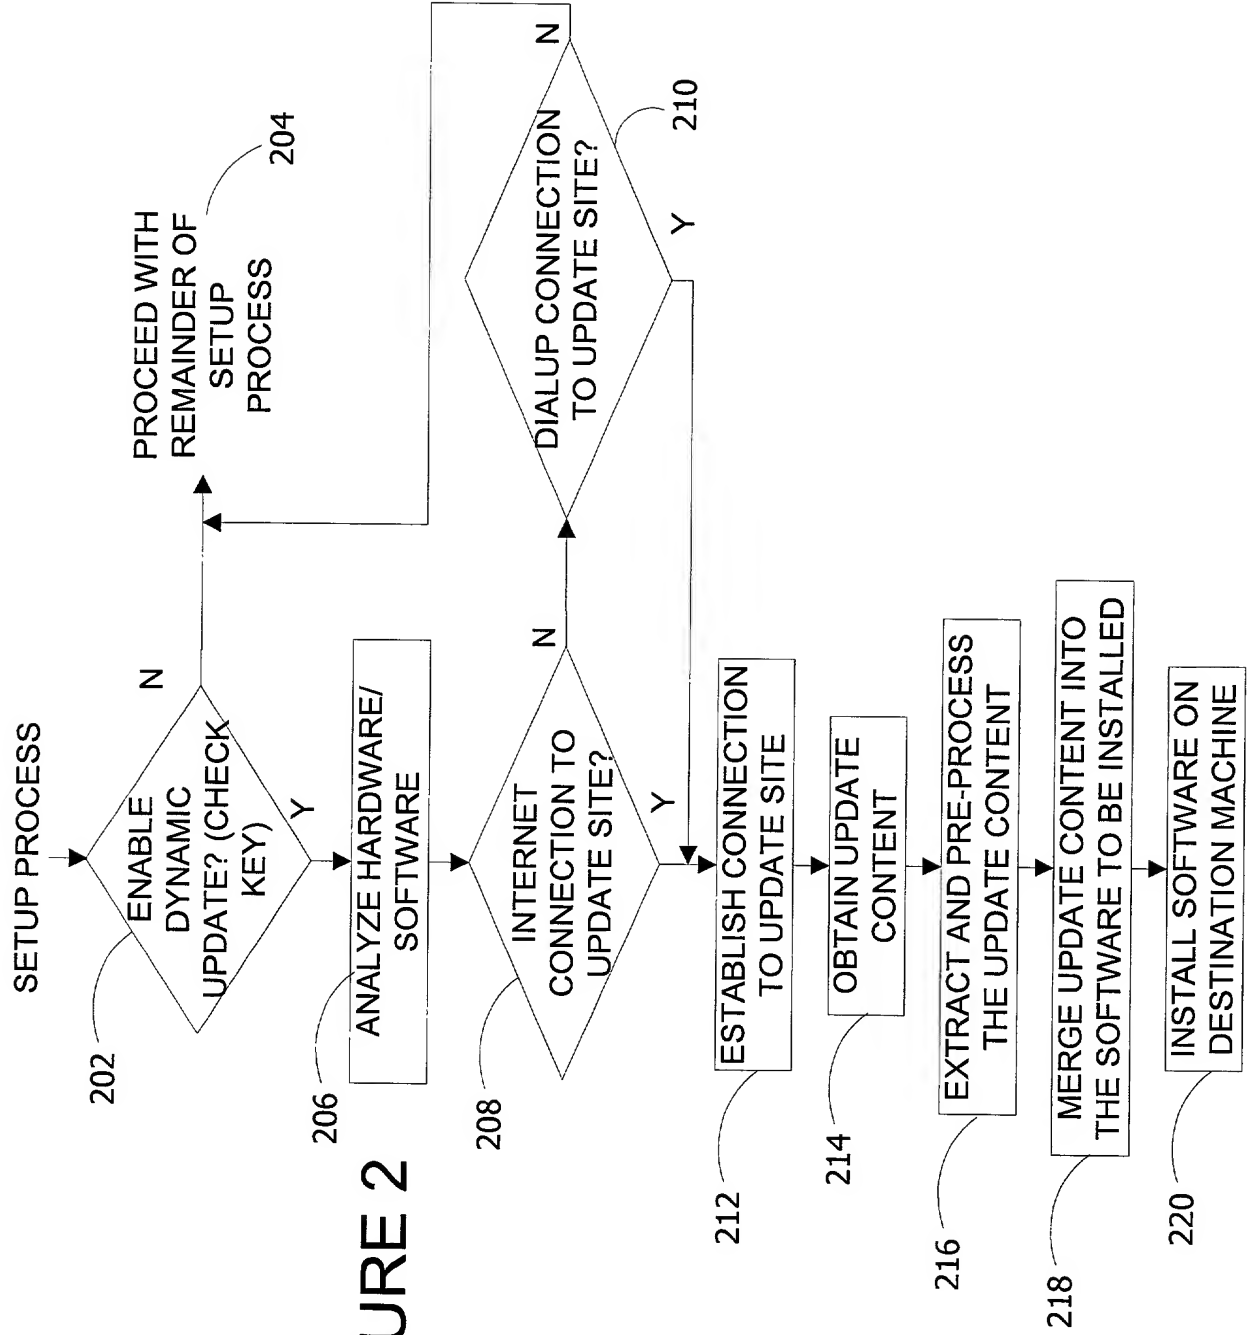 SETUP PROCESS
ENABLE
DYNAMIC
UPDATE? (CHECK
KEY)
202
N
Y
PROCEED WITH
REMAINDER OF
SETUP
PROCESS
204
ANALYZE HARDWARE/
SOFTWARE
206
INTERNET
CONNECTION TO
UPDATE SITE?
208
N
Y
DIALUP CONNECTION
TO UPDATE SITE?
210
N
Y
ESTABLISH CONNECTION
TO UPDATE SITE
212
OBTAIN UPDATE
CONTENT
214
EXTRACT AND PRE-PROCESS
THE UPDATE CONTENT
216
MERGE UPDATE CONTENT INTO
THE SOFTWARE TO BE INSTALLED
218
INSTALL SOFTWARE ON
DESTINATION MACHINE
220
URE 2